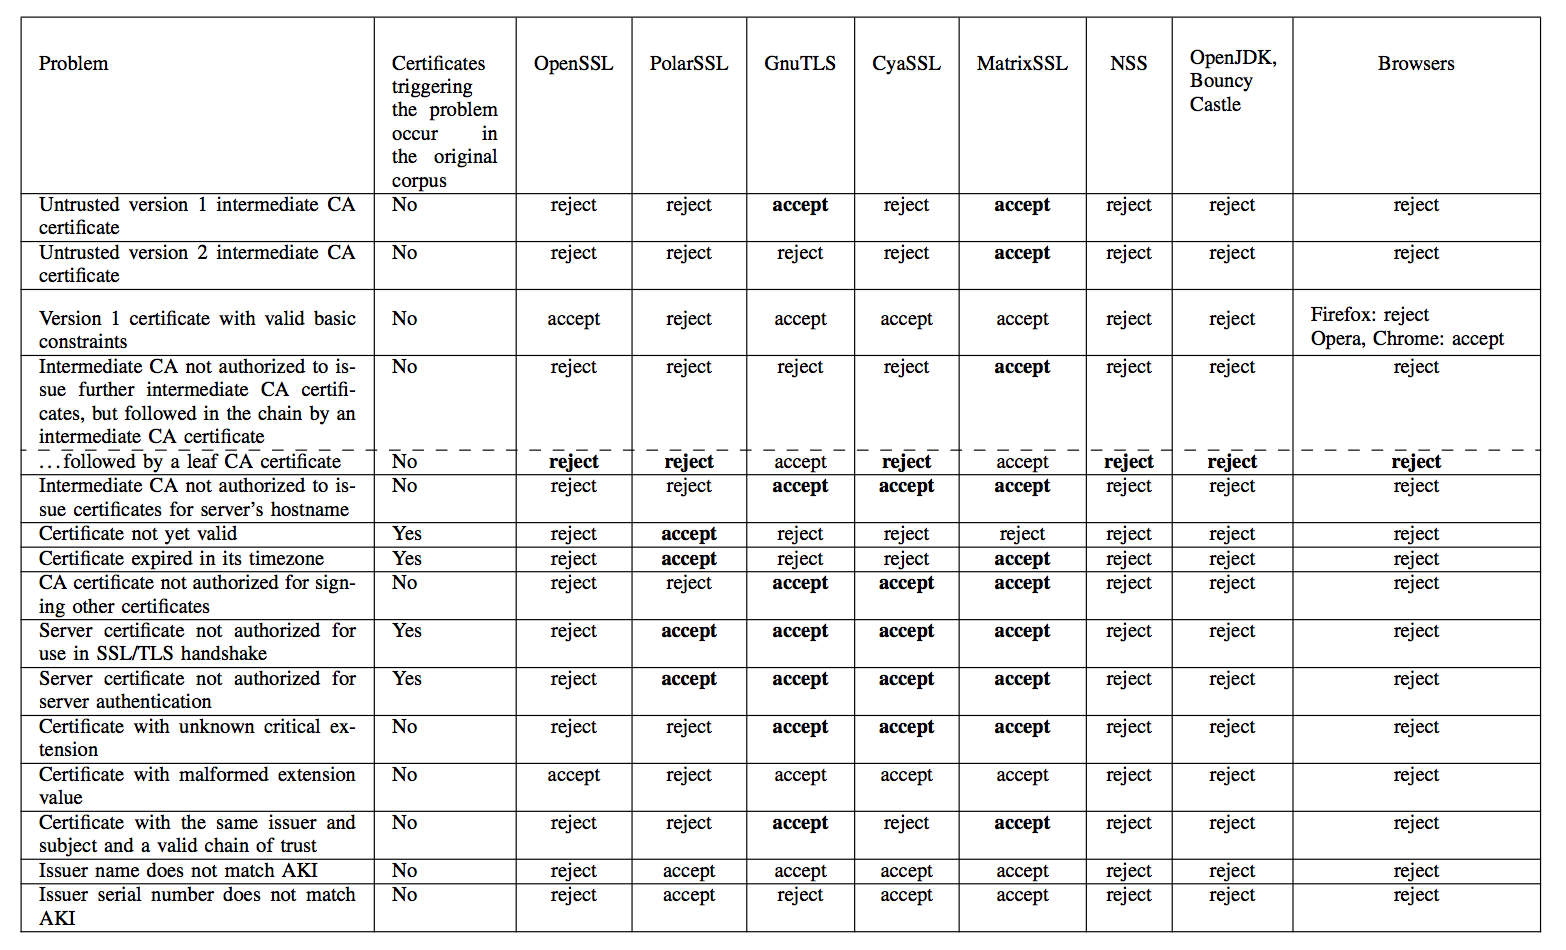 Problem Certificates triggering the problem occur in the original corpus OpenSSL PolarSSL GnuTLS CyaSSL MatrixSSL NSS OpenJDK, Bouncy Castle Browsers
Untrusted version 1 intermediate CA No reject reject accept reject accept reject reject reject
certificate
Untrusted version 2 intermediate CA No reject reject reject reject accept reject reject reject
certificate
Version 1 certificate with valid basic No accept reject accept accept accept reject reject Firefox: reject
constraints Opera, Chrome: accept
Intermediate CA not authorized to is- No reject reject reject reject accept reject reject reject
sue further intermediate CA certifi-
cates, but followed in the chain by an
intermediate CA certificate
...followed by a leaf CA certificate No reject reject accept reject accept reject reject reject
Intermediate CA not authorized to is- No reject reject accept accept accept reject reject reject
sue certificates for server's hostname
Certificate not yet valid Yes reject accept reject reject reject reject reject reject
Certificate expired in its timezone Yes reject accept reject reject accept reject reject reject
CA certificate not authorized for sign- No reject reject accept accept accept reject reject reject
ing other certificates
Server certificate not authorized for Yes reject accept accept accept accept reject reject reject
use in SSL/TLS handshake
Server certificate not authorized for Yes reject accept accept accept accept reject reject reject
server authentication
Certificate with unknown critical ex- No reject reject accept accept accept reject reject reject
tension
Certificate with malformed extension No accept reject accept accept accept reject reject reject
value
Certificate with the same issuer and No reject reject accept reject accept reject reject reject
subject and a valid chain of trust
Issuer name does not match AKI No reject accept accept accept accept reject reject reject
Issuer serial number does not match No reject accept reject accept accept reject reject reject
AKI